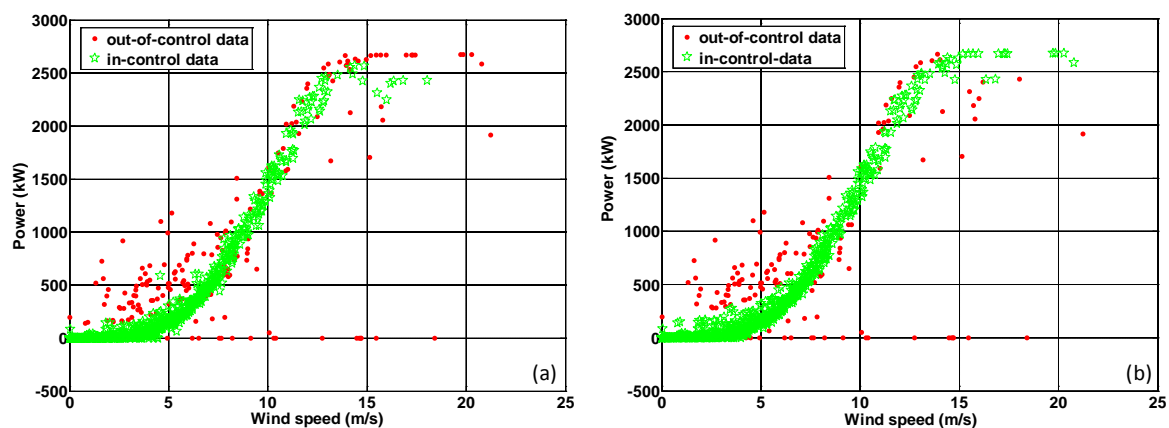 3000
2500
2000
1500
1000
500
0
-500
0 5 10 15 20 25
Power (kW)
Wind speed (m/s)
out-of-control data
in-control data
(a)
3000
2500
2000
1500
1000
500
0
-500
0 5 10 15 20 25
Power (kW)
Wind speed (m/s)
out-of-control data
in-control-data
(b)